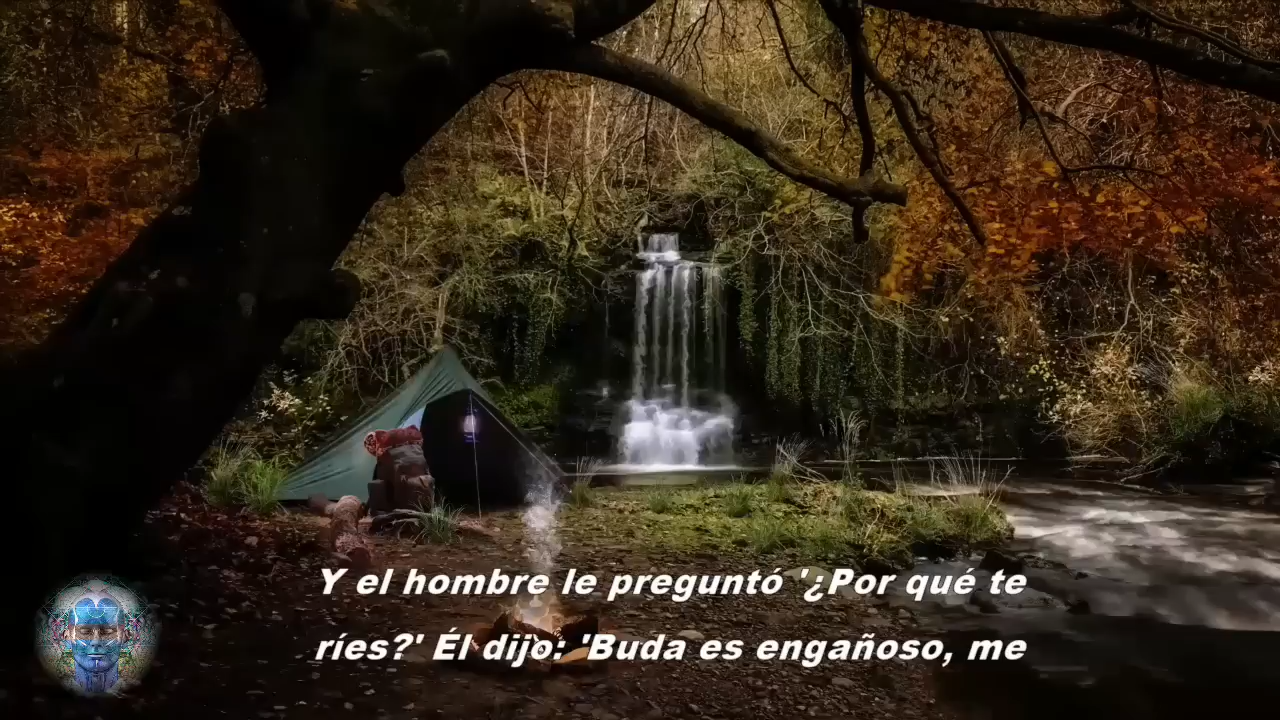 Y el hombre le preguntó '¿Por qué te
ríes?' Él dijo: 'Buda es engañoso, me